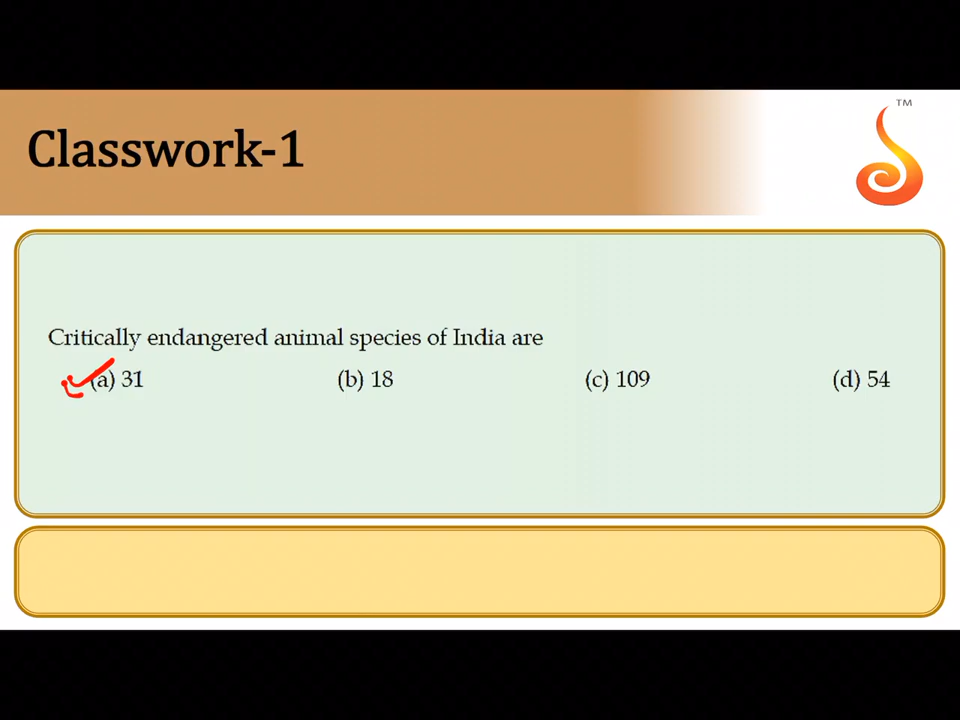 TM
Classwork-1
Critically endangered animal species of India are
(a) 31 (b) 18 (c) 109 (d) 54